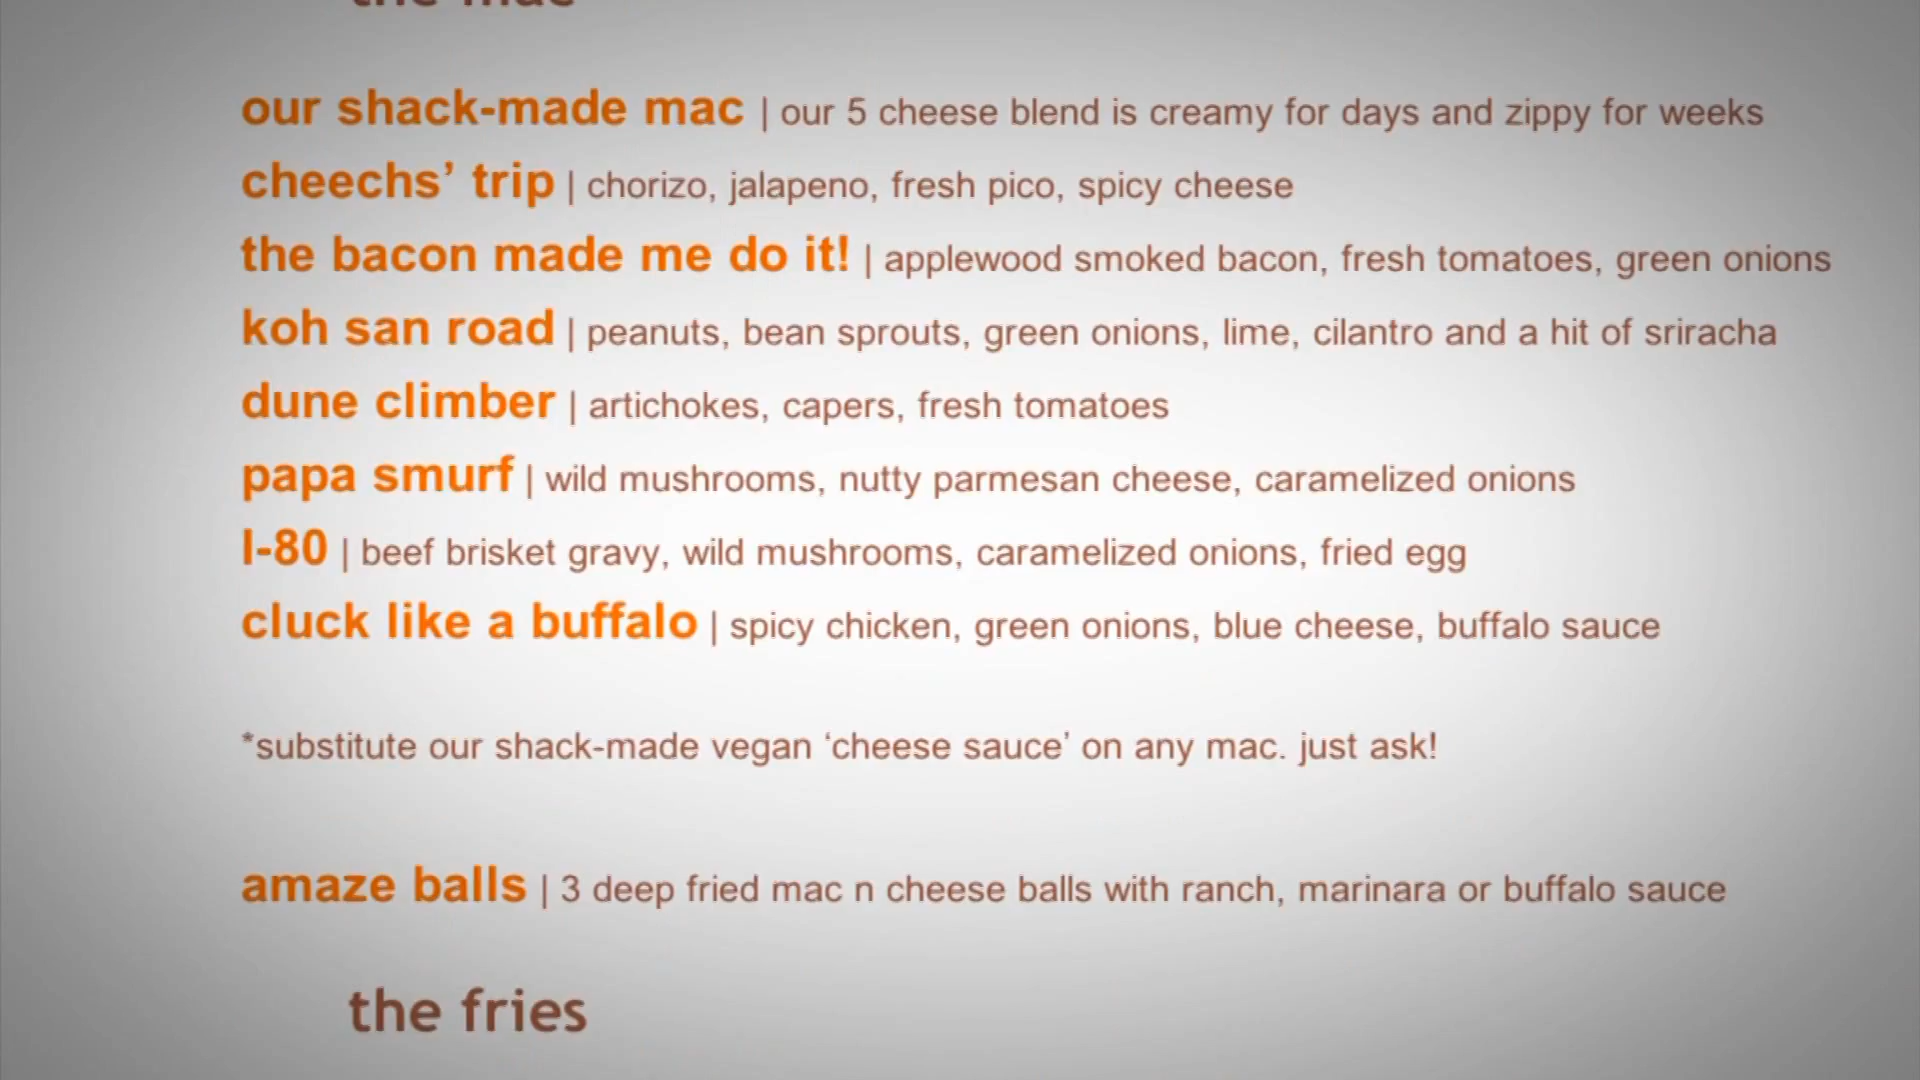 the mac
our shack-made mac | our 5 cheese blend is creamy for days and zippy for weeks
cheechs’ trip | chorizo, jalapeno, fresh pico, spicy cheese
the bacon made me do it! | applewood smoked bacon, fresh tomatoes, green onions
koh san road | peanuts, bean sprouts, green onions, lime, cilantro and a hit of sriracha
dune climber | artichokes, capers, fresh tomatoes
papa smurf | wild mushrooms, nutty parmesan cheese, caramelized onions
I-80 | beef brisket gravy, wild mushrooms, caramelized onions, fried egg
cluck like a buffalo | spicy chicken, green onions, blue cheese, buffalo sauce
*substitute our shack-made vegan ‘cheese sauce’ on any mac. just ask!
amaze balls | 3 deep fried mac n cheese balls with ranch, marinara or buffalo sauce
the fries